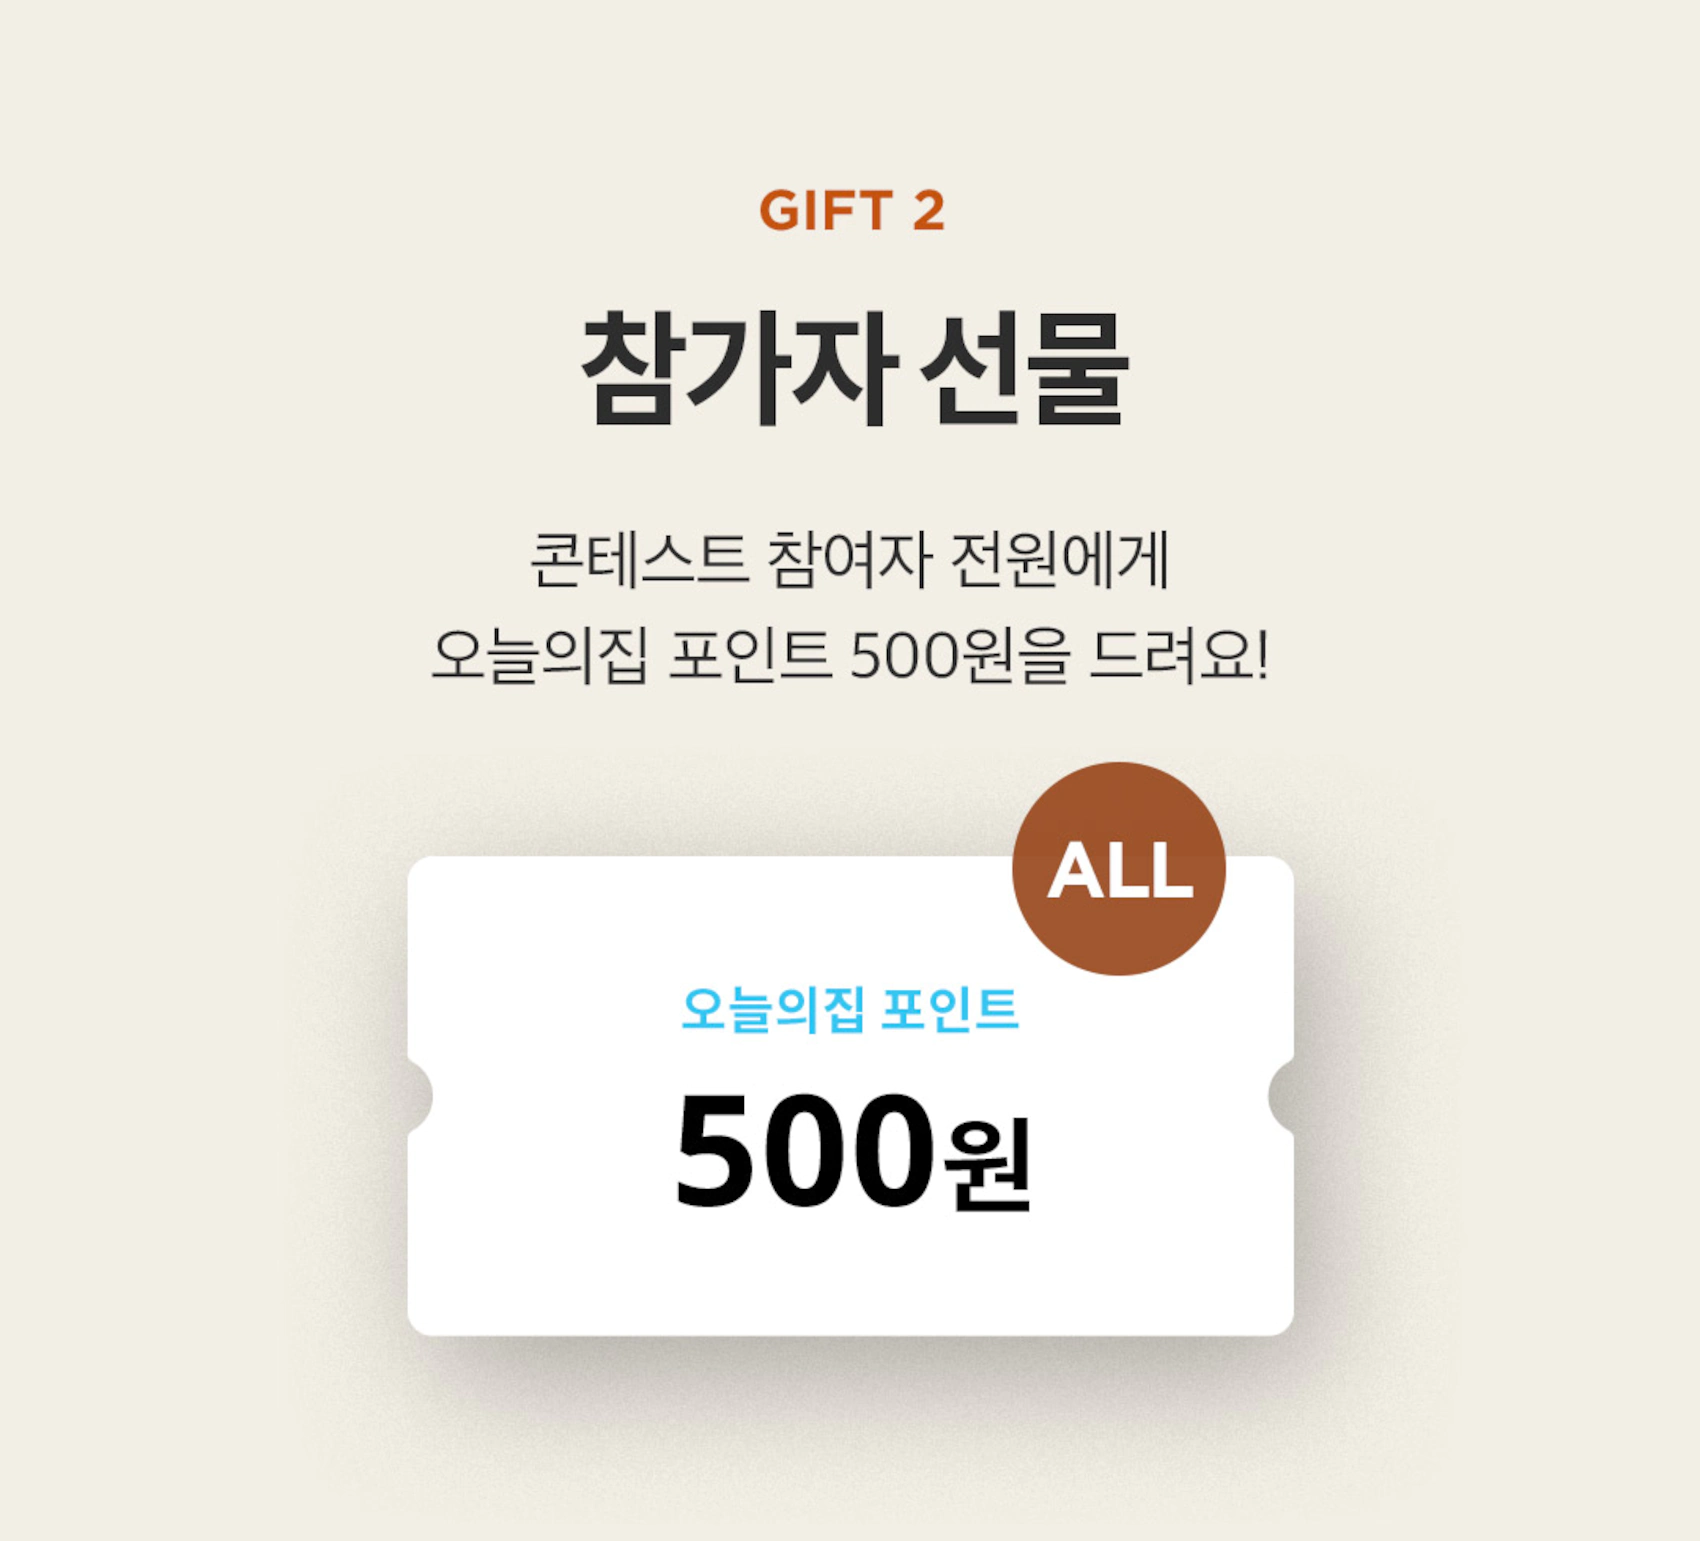 GIFT 2
참가자 선물
콘테스트 참여자 전원에게
오늘의집 포인트 500원을 드려요!
ALL
오늘의집 포인트
500원